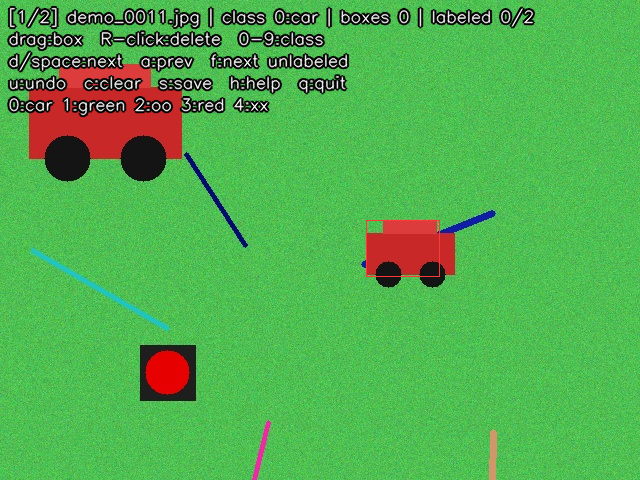 [1/2] demo_0011.jpg | class 0:car | boxes 0 | labeled 0/2
drag:box R-click:delete 0-9:class
d/space:next a:prev f:next unlabeled
u:undo c:clear s:save h:help q:quit
0:car 1:green 2:oo 3:red 4:xx